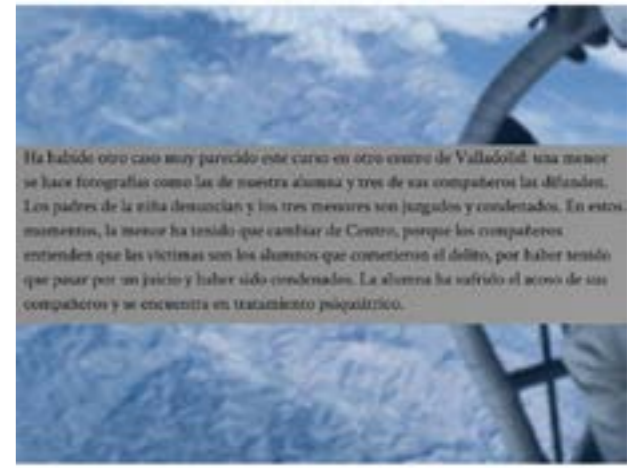 Ha habido otro caso muy parecido este curso en otro centro de Valladolid: una menor
se hace fotografías como las de nuestra alumna y tres de sus compañeros las difunden.
Los padres de la niña denuncian y los tres menores son juzgados y condenados. En estos
momentos, la menor ha tenido que cambiar de Centro, porque los compañeros
entienden que las víctimas son los alumnos que cometieron el delito, por haber tenido
que pasar por un juicio y haber sido condenados. La alumna ha sufrido el acoso de sus
compañeros y se encuentra en tratamiento psiquiátrico.